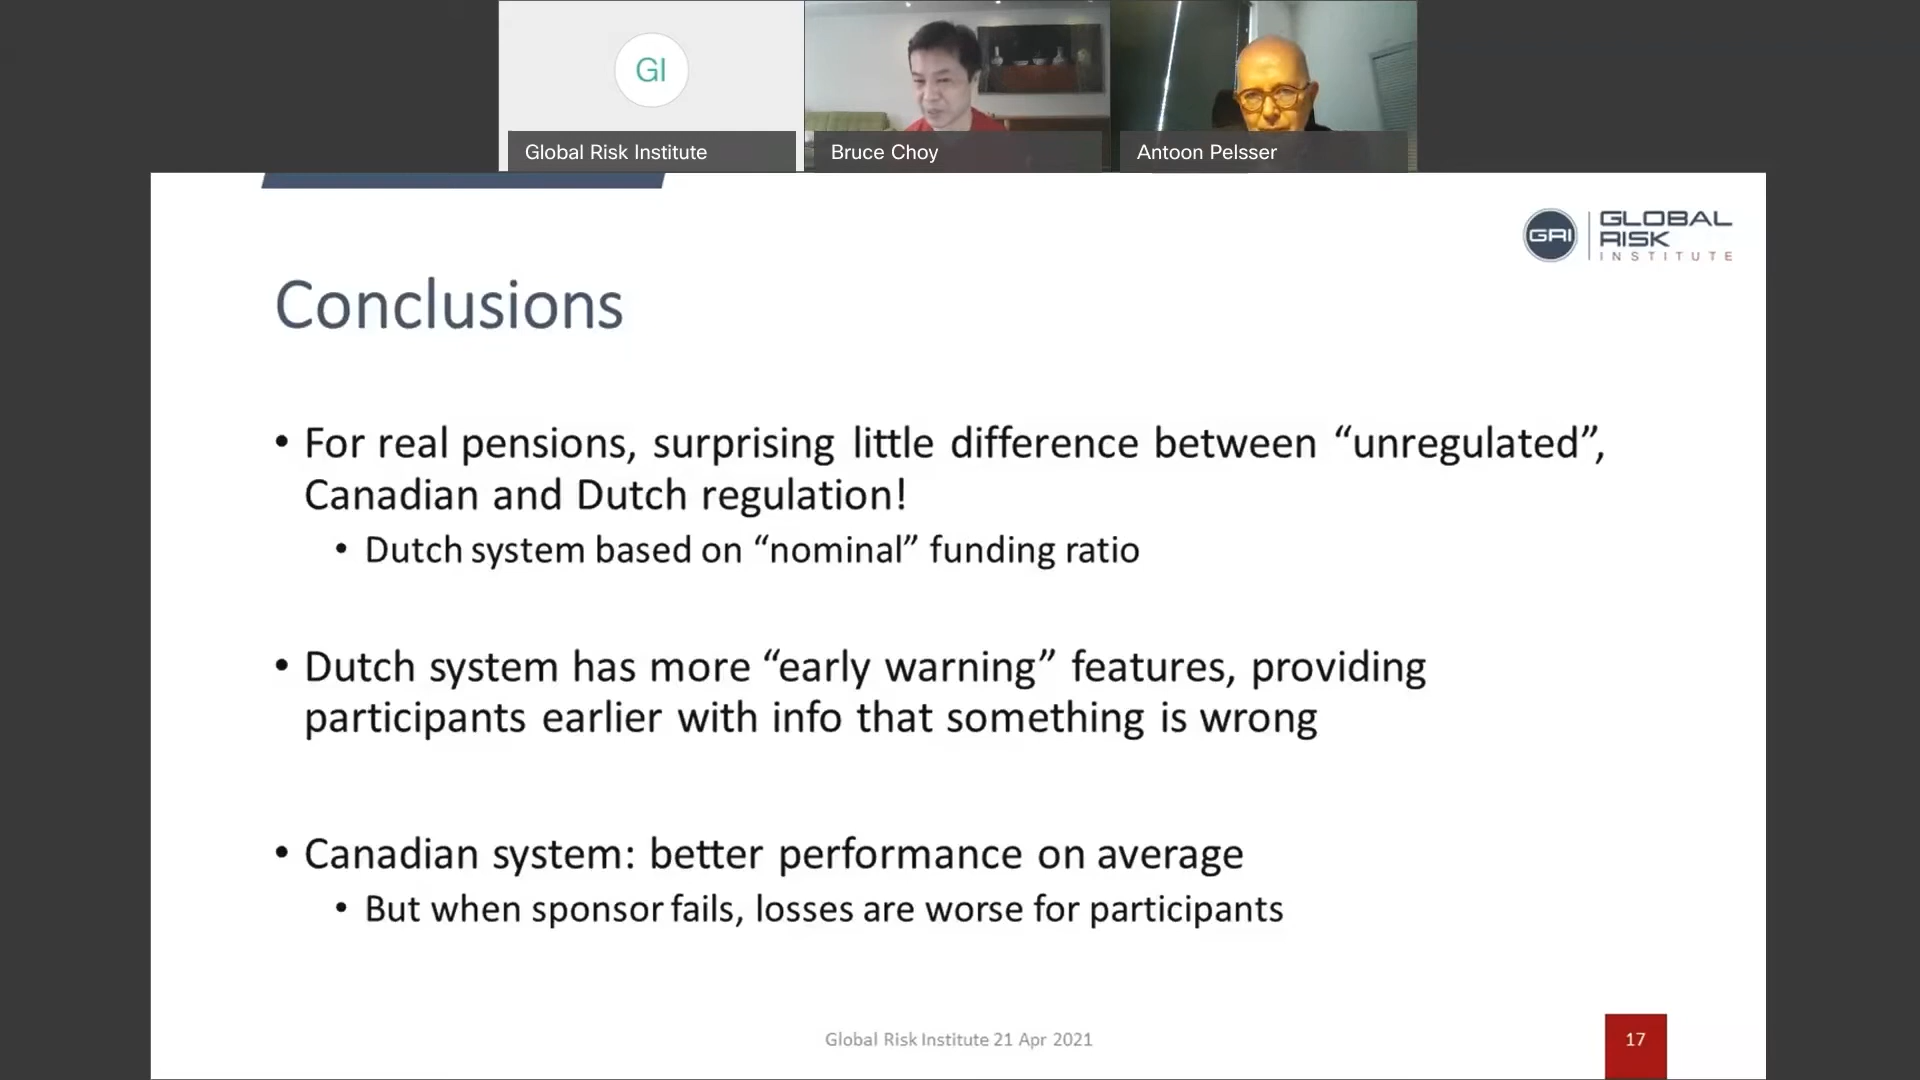 GI
Global Risk Institute
Bruce Choy
Antoon Pelsser
GRI
GLOBAL
RISK
INSTITUTE
Conclusions
• For real pensions, surprising little difference between “unregulated”,
Canadian and Dutch regulation!
• Dutch system based on “nominal” funding ratio
• Dutch system has more “early warning” features, providing
participants earlier with info that something is wrong
• Canadian system: better performance on average
• But when sponsor fails, losses are worse for participants
Global Risk Institute 21 Apr 2021
17